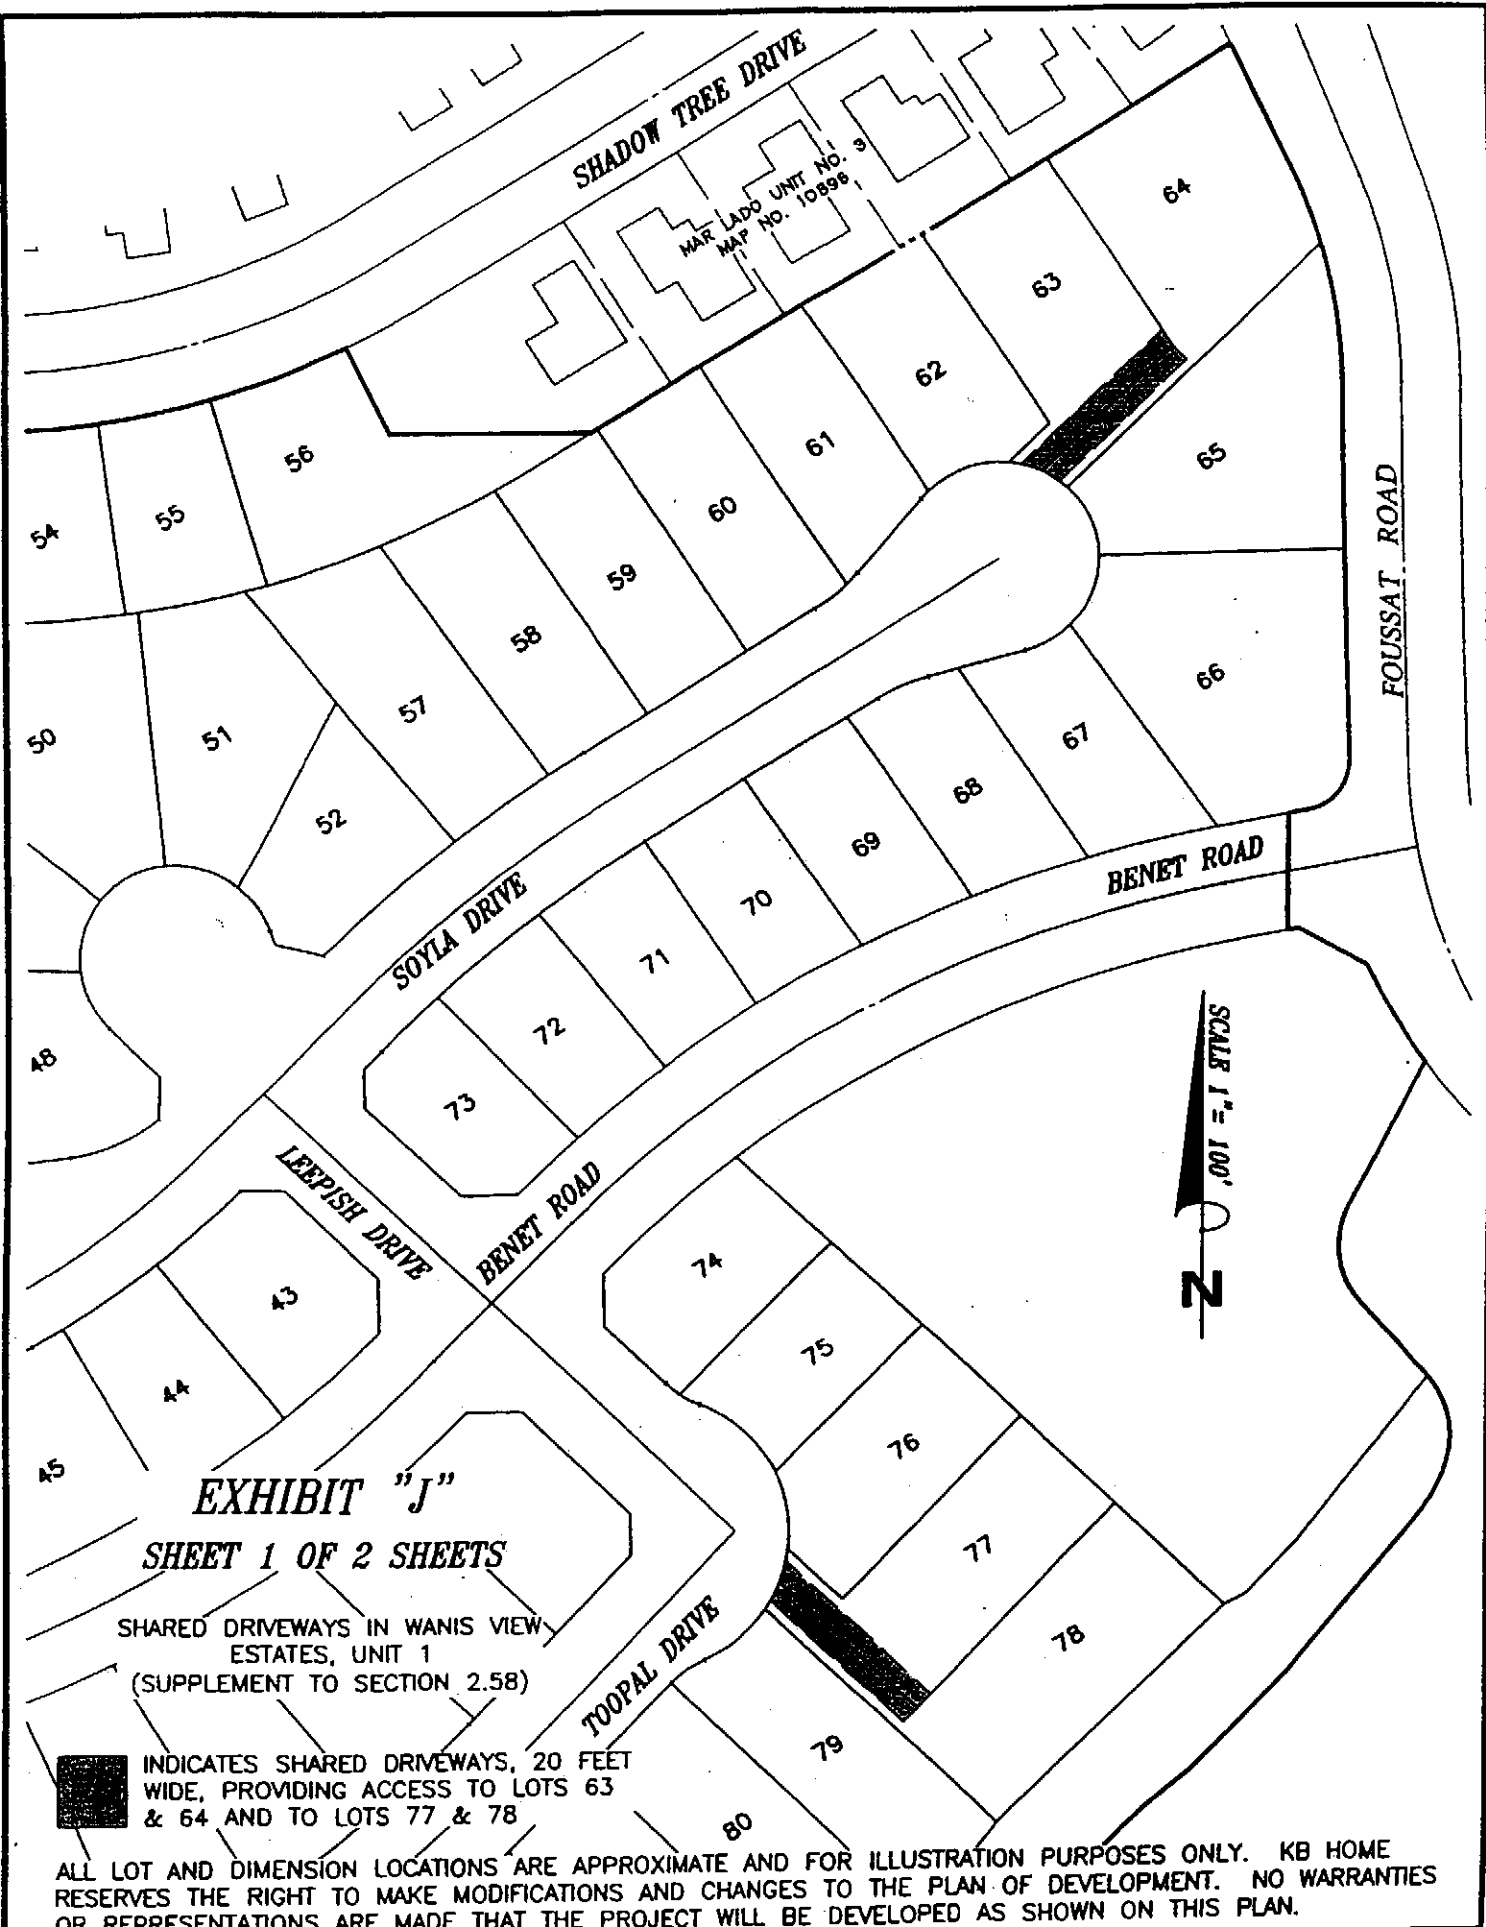 SHADOW TREE DRIVE
MAR LADO UNIT NO. 3
MAP NO. 10896
64
63
62
61
60
59
58
57
56
55
54
50
51
52
48
65
66
67
68
69
70
71
72
73
FOUSSAT ROAD
BENET ROAD
SOYLA DRIVE
SCALE 1"= 100'
N
LEEPISH DRIVE
BENET ROAD
43
44
45
74
75
76
77
78
79
80
TOOPAL DRIVE
EXHIBIT "J"
SHEET 1 OF 2 SHEETS
SHARED DRIVEWAYS IN WANIS VIEW
ESTATES, UNIT 1
(SUPPLEMENT TO SECTION 2.58)
INDICATES SHARED DRIVEWAYS, 20 FEET
WIDE, PROVIDING ACCESS TO LOTS 63
& 64 AND TO LOTS 77 & 78
ALL LOT AND DIMENSION LOCATIONS ARE APPROXIMATE AND FOR ILLUSTRATION PURPOSES ONLY. KB HOME
RESERVES THE RIGHT TO MAKE MODIFICATIONS AND CHANGES TO THE PLAN OF DEVELOPMENT. NO WARRANTIES
OR REPRESENTATIONS ARE MADE THAT THE PROJECT WILL BE DEVELOPED AS SHOWN ON THIS PLAN.